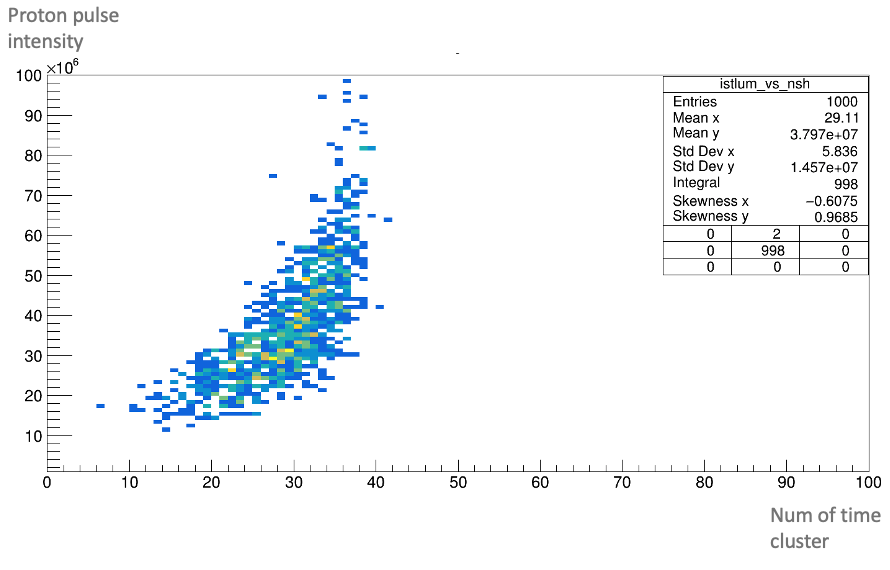 Proton pulse
intensity
×10⁶
100
90
80
70
60
50
40
30
20
10
0 10 20 30 40 50 60 70 80 90 100
istlum_vs_nsh
Entries 1000
Mean x 29.11
Mean y 3.797e+07
Std Dev x 5.836
Std Dev y 1.457e+07
Integral 998
Skewness x −0.6075
Skewness y 0.9685
0 2 0
0 998 0
0 0 0
Num of time
cluster